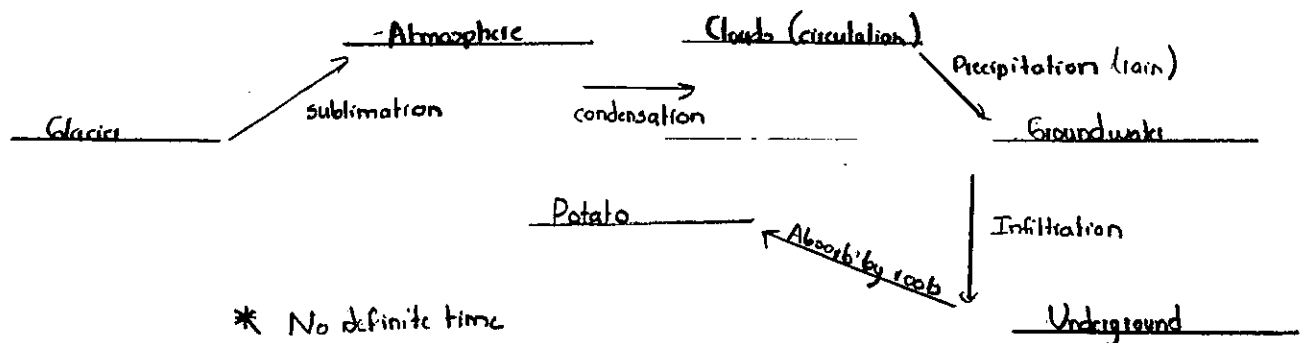 Atmosphere
Clouds (circulation)
Precipitation (rain)
sublimation
condensation
Glacier
Groundwater
Potato
Infiltration
Absorb by roots
* No definite time
Underground